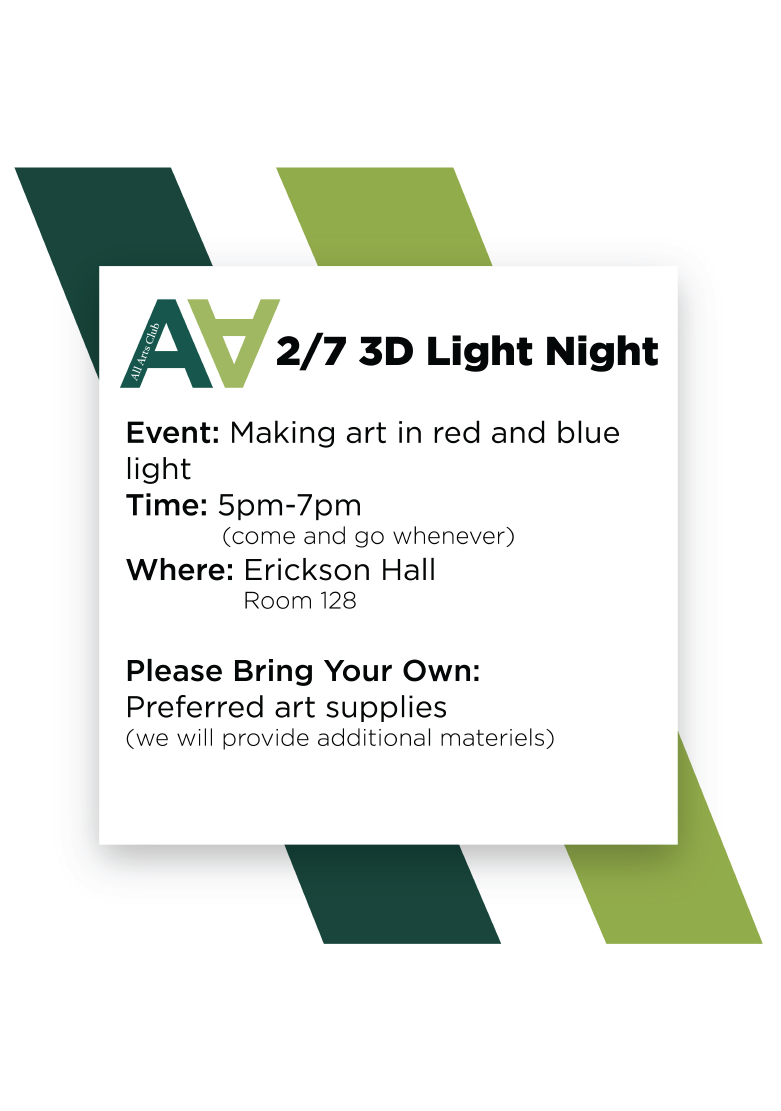 All Arts Club
AA
2/7 3D Light Night
Event: Making art in red and blue
light
Time: 5pm-7pm
(come and go whenever)
Where: Erickson Hall
Room 128
Please Bring Your Own:
Preferred art supplies
(we will provide additional materiels)